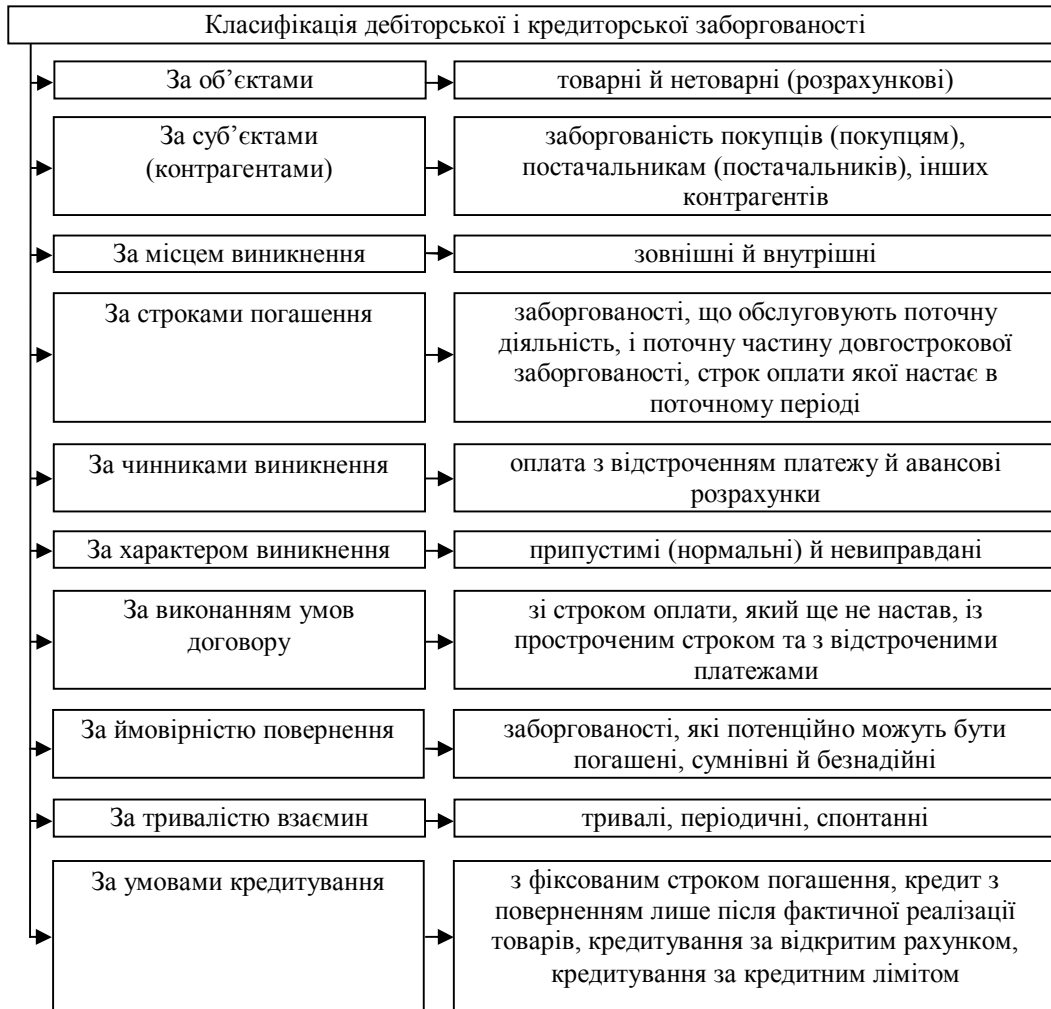 Класифікація дебіторської і кредиторської заборгованості
За об’єктами
товарні й нетоварні (розрахункові)
За суб’єктами
(контрагентами)
заборгованість покупців (покупцям),
постачальникам (постачальників), інших
контрагентів
За місцем виникнення
зовнішні й внутрішні
За строками погашення
заборгованості, що обслуговують поточну
діяльність, і поточну частину довгострокової
заборгованості, строк оплати якої настає в
поточному періоді
За чинниками виникнення
оплата з відстроченням платежу й авансові
розрахунки
За характером виникнення
припустимі (нормальні) й невиправдані
За виконанням умов
договору
зі строком оплати, який ще не настав, із
простроченим строком та з відстроченими
платежами
За ймовірністю повернення
заборгованості, які потенційно можуть бути
погашені, сумнівні й безнадійні
За тривалістю взаємин
тривалі, періодичні, спонтанні
За умовами кредитування
з фіксованим строком погашення, кредит з
поверненням лише після фактичної реалізації
товарів, кредитування за відкритим рахунком,
кредитування за кредитним лімітом